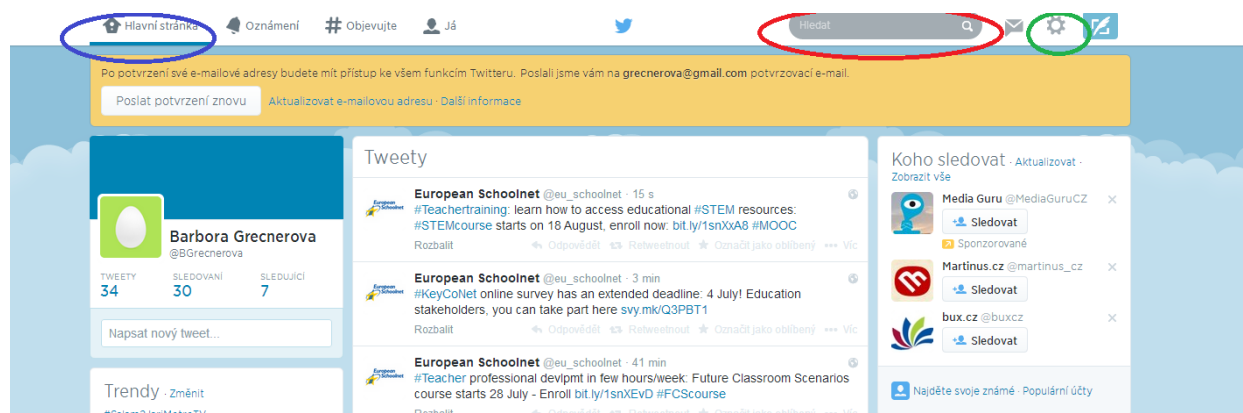 Hlavní stránka
Oznámení
# Objevujte
Já
Hledat
Po potvrzení své e-mailové adresy budete mít přístup ke všem funkcím Twitteru. Poslali jsme vám na grecnerova@gmail.com potvrzovací e-mail.
Poslat potvrzení znovu
Aktualizovat e-mailovou adresu · Další informace
Barbora Grecnerova
@BGrecnerova
TWEETY SLEDOVANÍ SLEDUJÍCÍ
34 30 7
Napsat nový tweet...
Trendy · Změnit
Tweety
European Schoolnet
European Schoolnet @eu_schoolnet · 15 s
#Teachertraining: learn how to access educational #STEM resources:
#STEMcourse starts on 18 August, enroll now: bit.ly/1snXxA8 #MOOC
Rozbalit Odpovědět Retweetnout Označit jako oblíbený Víc
European Schoolnet
European Schoolnet @eu_schoolnet · 3 min
#KeyCoNet online survey has an extended deadline: 4 July! Education
stakeholders, you can take part here svy.mk/Q3PBT1
Rozbalit Odpovědět Retweetnout Označit jako oblíbený Víc
European Schoolnet
European Schoolnet @eu_schoolnet · 41 min
#Teacher professional devlpmt in few hours/week: Future Classroom Scenarios
course starts 28 July - Enroll bit.ly/1snXEvD #FCScourse
Koho sledovat · Aktualizovat ·
Zobrazit vše
Media Guru @MediaGuruCZ
Sledovat
Sponzorované
Martinus.cz @martinus_cz
Sledovat
bux.cz @buxcz
Sledovat
Najděte svoje známé · Populární účty